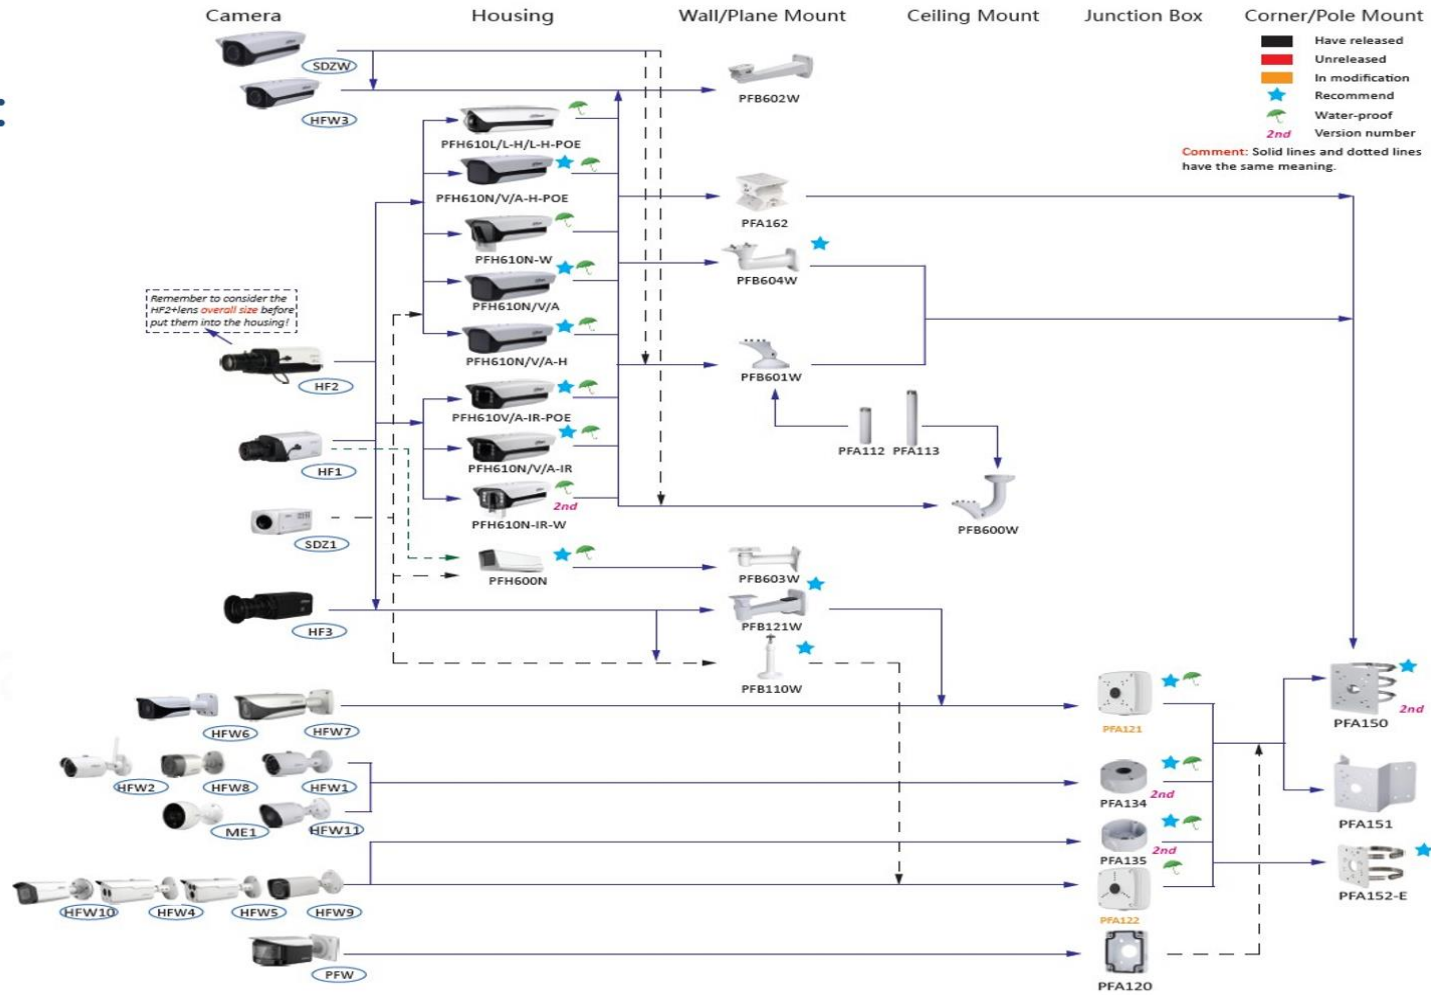 Camera
Housing
Wall/Plane Mount
Ceiling Mount
Junction Box
Corner/Pole Mount
Have released
Unreleased
In modification
Recommend
Water-proof
2nd Version number
Comment: Solid lines and dotted lines
have the same meaning.
SDZW
HFW3
PFB602W
PFH610L/L-H/L-H-POE
PFH610N/V/A-H-POE
PFA162
PFH610N-W
PFB604W
PFH610N/V/A
Remember to consider the
HF2+lens overall size before
put them into the housing!
PFH610N/V/A-H
PFB601W
HF2
PFH610V/A-IR-POE
PFA112
PFA113
HF1
PFH610N/V/A-IR
2nd
PFH610N-IR-W
PFB600W
SDZ1
PFH600N
PFB603W
HF3
PFB121W
PFB110W
HFW6
HFW7
PFA121
2nd
PFA150
HFW2
HFW8
HFW1
2nd
PFA134
ME1
HFW11
PFA151
2nd
PFA135
HFW10
HFW4
HFW5
HFW9
PFA122
PFA152-E
PFW
PFA120